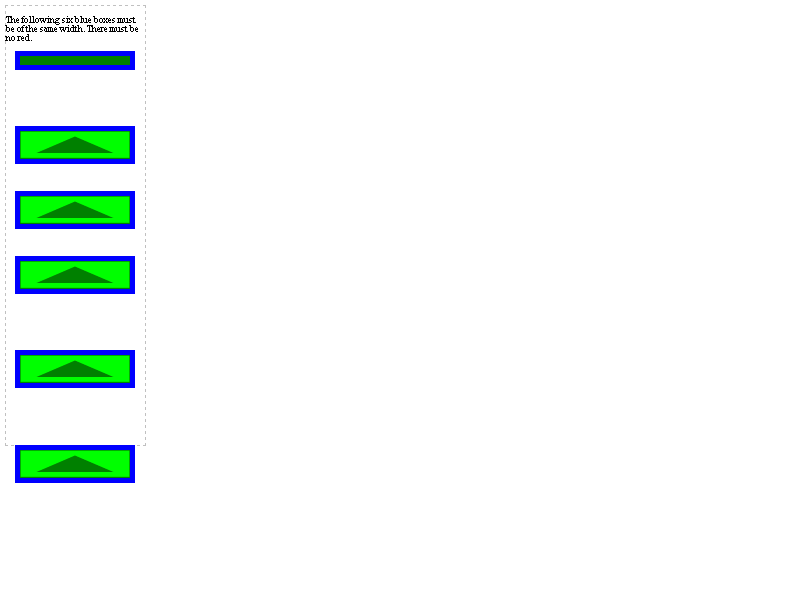 The following six blue boxes must
be of the same width. There must be
no red.